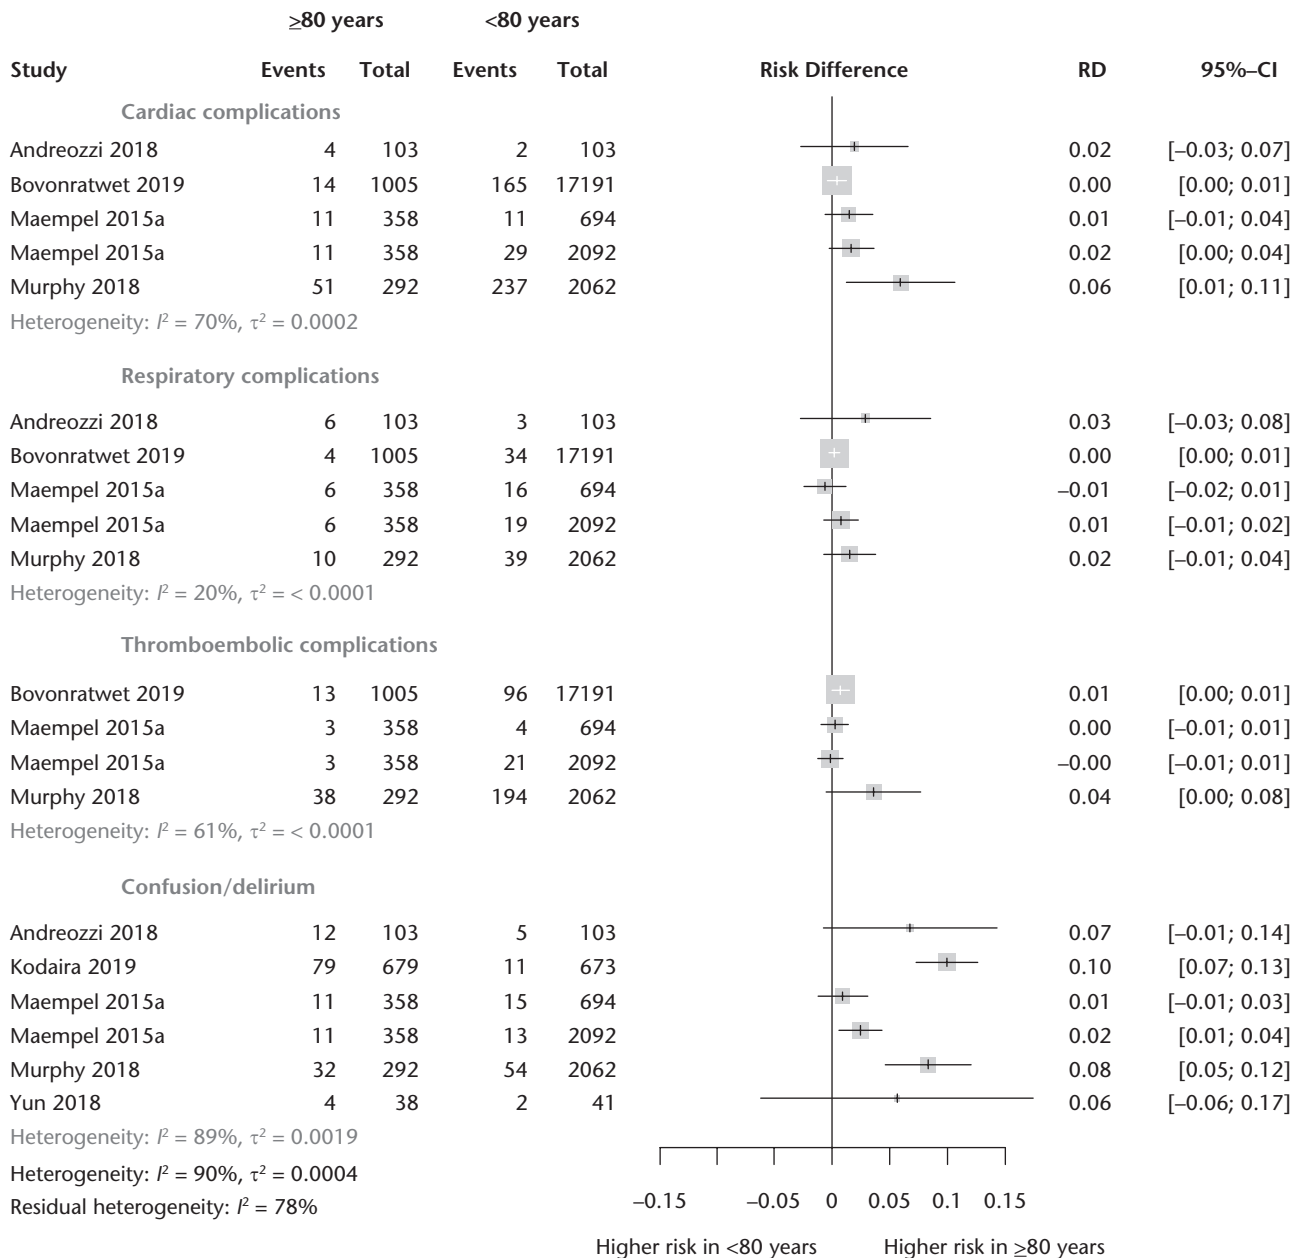 ≥80 years <80 years
Study Events Total Events Total Risk Difference RD 95%–CI
Cardiac complications
Andreozzi 2018 4 103 2 103 0.02 [–0.03; 0.07]
Bovonratwet 2019 14 1005 165 17191 0.00 [0.00; 0.01]
Maempel 2015a 11 358 11 694 0.01 [–0.01; 0.04]
Maempel 2015a 11 358 29 2092 0.02 [0.00; 0.04]
Murphy 2018 51 292 237 2062 0.06 [0.01; 0.11]
Heterogeneity: I² = 70%, τ² = 0.0002
Respiratory complications
Andreozzi 2018 6 103 3 103 0.03 [–0.03; 0.08]
Bovonratwet 2019 4 1005 34 17191 0.00 [0.00; 0.01]
Maempel 2015a 6 358 16 694 –0.01 [–0.02; 0.01]
Maempel 2015a 6 358 19 2092 0.01 [–0.01; 0.02]
Murphy 2018 10 292 39 2062 0.02 [–0.01; 0.04]
Heterogeneity: I² = 20%, τ² = < 0.0001
Thromboembolic complications
Bovonratwet 2019 13 1005 96 17191 0.01 [0.00; 0.01]
Maempel 2015a 3 358 4 694 0.00 [–0.01; 0.01]
Maempel 2015a 3 358 21 2092 –0.00 [–0.01; 0.01]
Murphy 2018 38 292 194 2062 0.04 [0.00; 0.08]
Heterogeneity: I² = 61%, τ² = < 0.0001
Confusion/delirium
Andreozzi 2018 12 103 5 103 0.07 [–0.01; 0.14]
Kodaira 2019 79 679 11 673 0.10 [0.07; 0.13]
Maempel 2015a 11 358 15 694 0.01 [–0.01; 0.03]
Maempel 2015a 11 358 13 2092 0.02 [0.01; 0.04]
Murphy 2018 32 292 54 2062 0.08 [0.05; 0.12]
Yun 2018 4 38 2 41 0.06 [–0.06; 0.17]
Heterogeneity: I² = 89%, τ² = 0.0019
Heterogeneity: I² = 90%, τ² = 0.0004
Residual heterogeneity: I² = 78%
–0.15 –0.05 0 0.05 0.1 0.15
Higher risk in <80 years Higher risk in ≥80 years